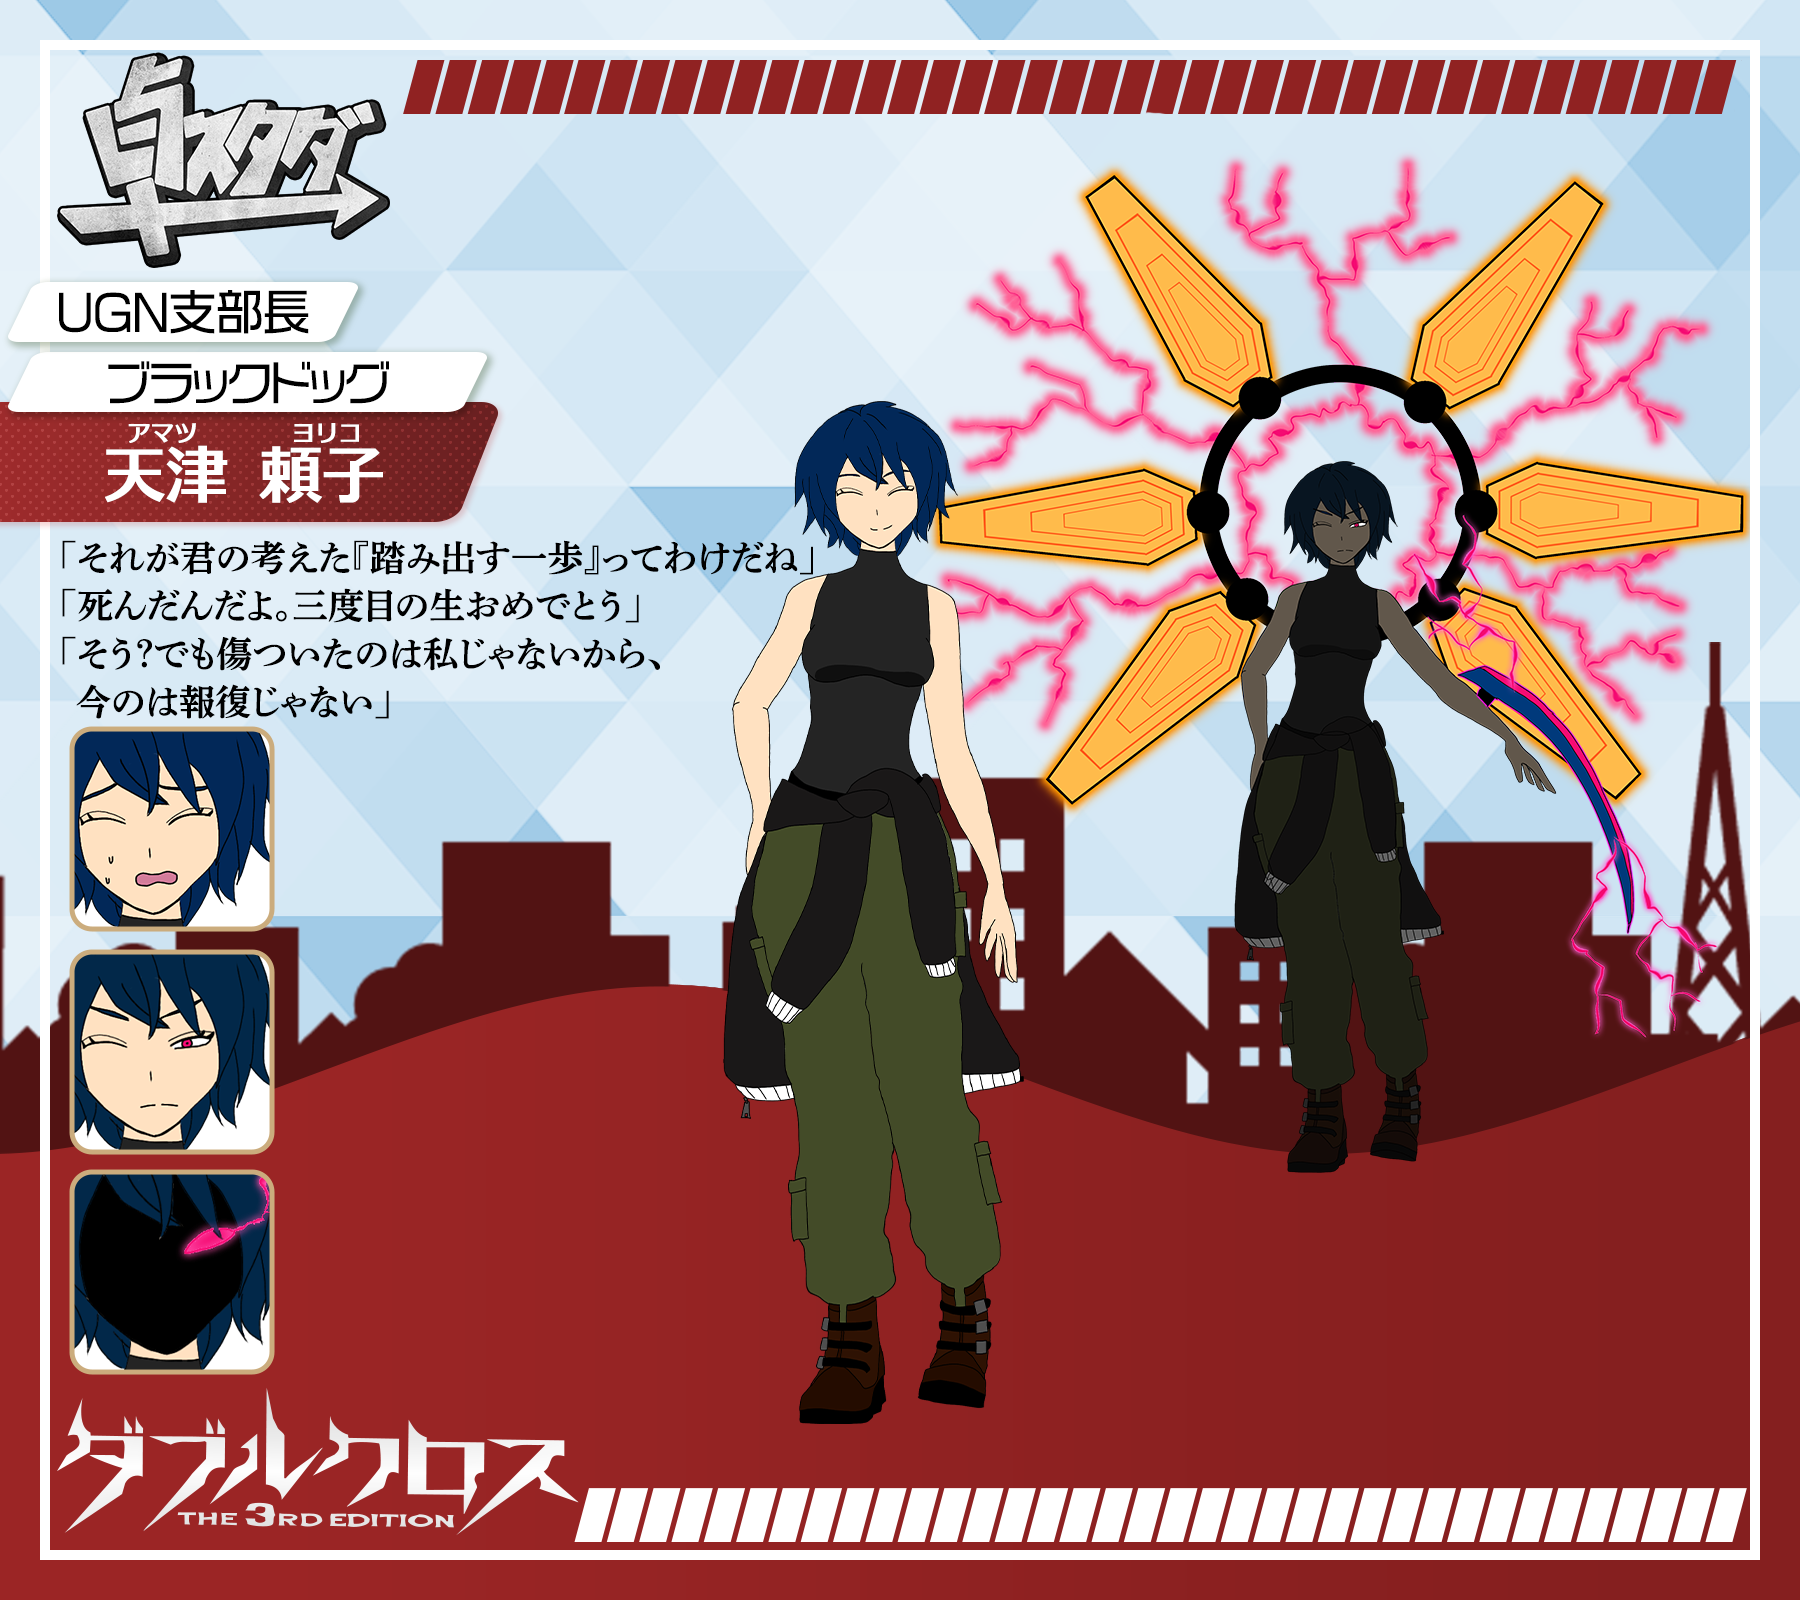 卓スタダ
UGN支部長
ブラックドッグ
アマツ ヨリコ
天津 頼子
「それが君の考えた『踏み出す一歩』ってわけだね」
「死んだんだよ。三度目の生おめでとう」
「そう?でも傷ついたのは私じゃないから、
今のは報復じゃない」
ダブルクロス
THE 3RD EDITION